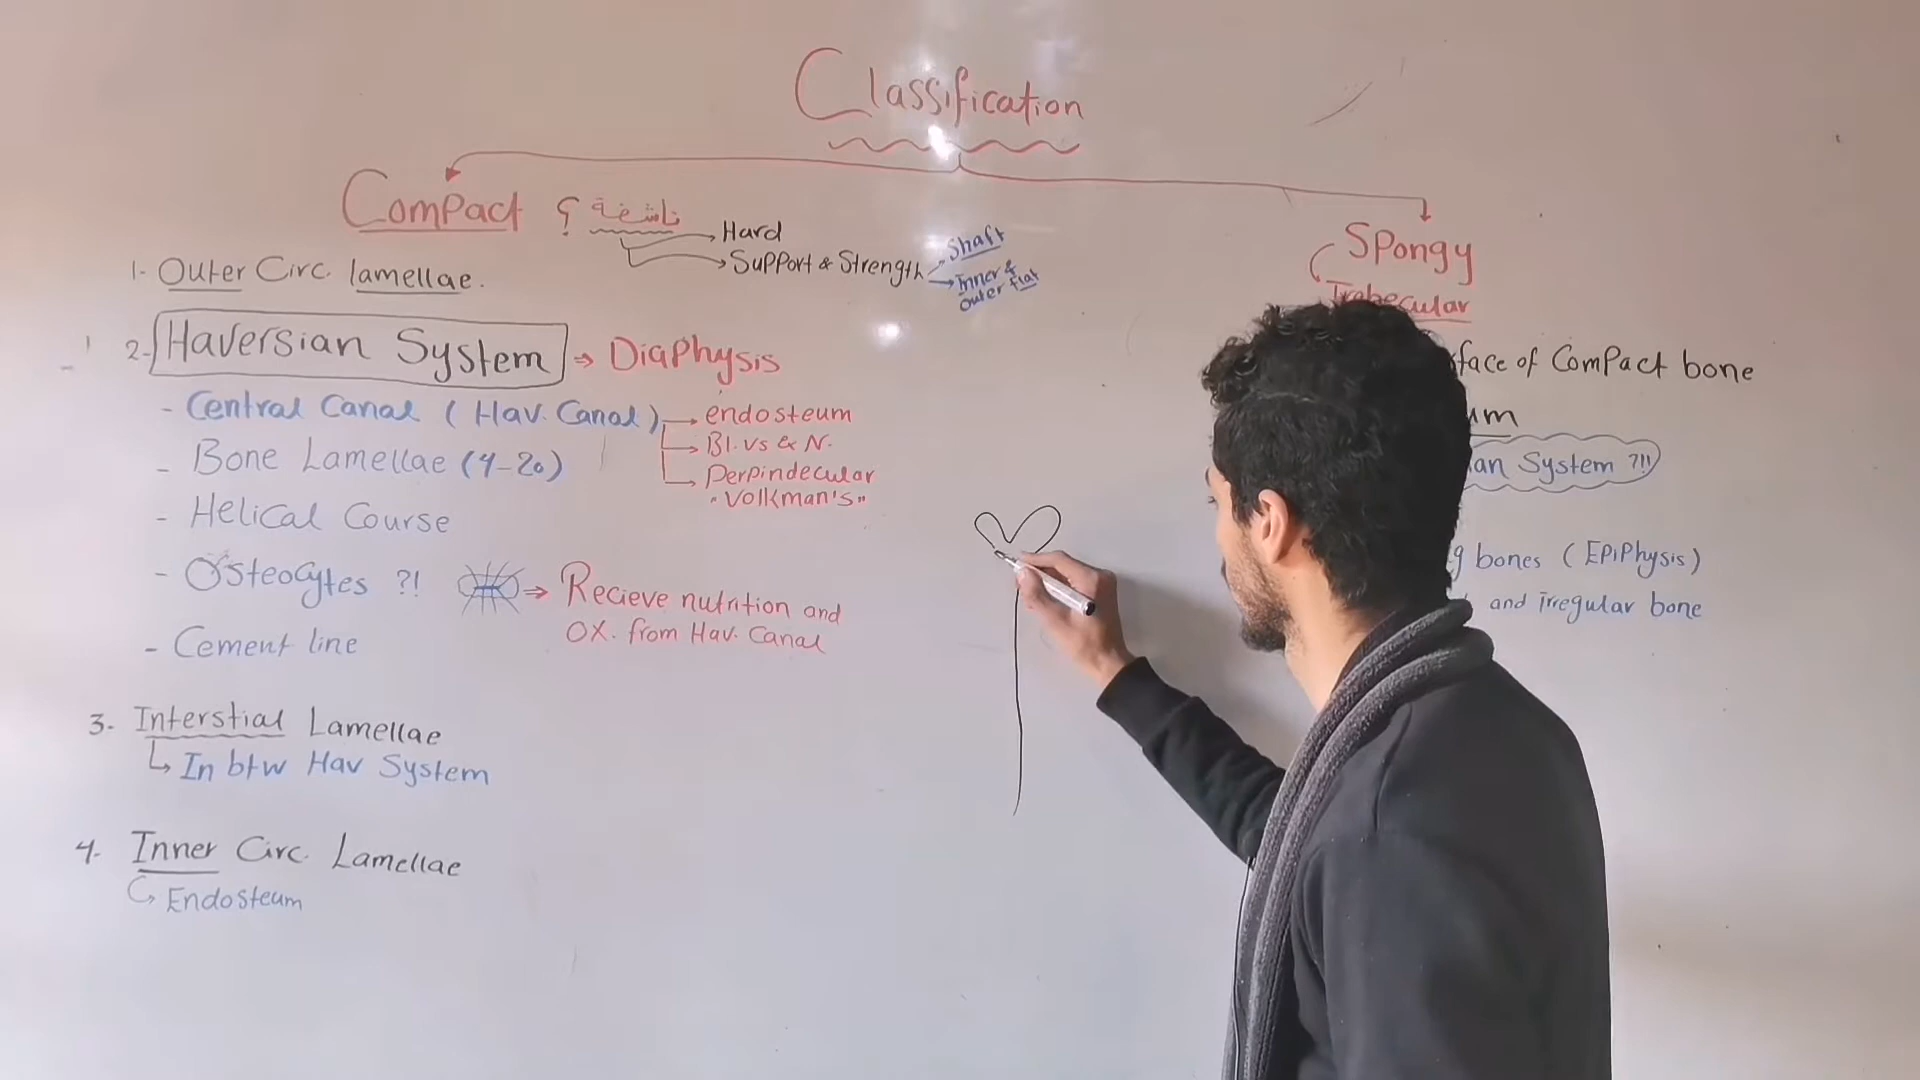 Classification
Compact ؟ ناشفة
Hard
Support & Strength
Shaft
Inner &
outer flat
1- Outer Circ. lamellae.
2- Haversian System => Diaphysis
- Central Canal (Hav. Canal)
endosteum
Bl. vs & N.
Perpindecular
"Volkman's"
- Bone Lamellae (4-20)
- Helical Course
- Osteocytes ?! => Recieve nutrition and
OX. from Hav. Canal
- Cement line
3- Interstial Lamellae
In btw Hav System
4- Inner Circ. Lamellae
Endosteum
Spongy
Trabecular
face of Compact bone
um
an System ?!!
g bones (Epiphysis)
and irregular bone